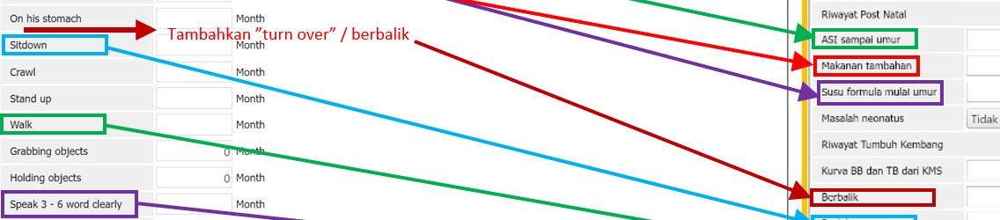 On his stomach Month
Tambahkan ”turn over” / berbalik
Sitdown Month
Crawl Month
Stand up Month
Walk Month
Grabbing objects 0 Month
Holding objects 0 Month
Speak 3 - 6 word clearly Month
Riwayat Post Natal
ASI sampai umur
Makanan tambahan
Susu formula mulai umur
Masalah neonatus Tidak
Riwayat Tumbuh Kembang
Kurva BB dan TB dari KMS
Berbalik